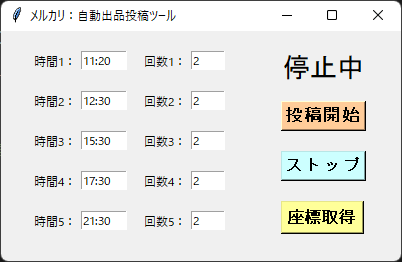 メルカリ：自動出品投稿ツール
時間1： 11:20 回数1： 2
時間2： 12:30 回数2： 2
時間3： 15:30 回数3： 2
時間4： 17:30 回数4： 2
時間5： 21:30 回数5： 2
停止中
投稿開始
ストップ
座標取得